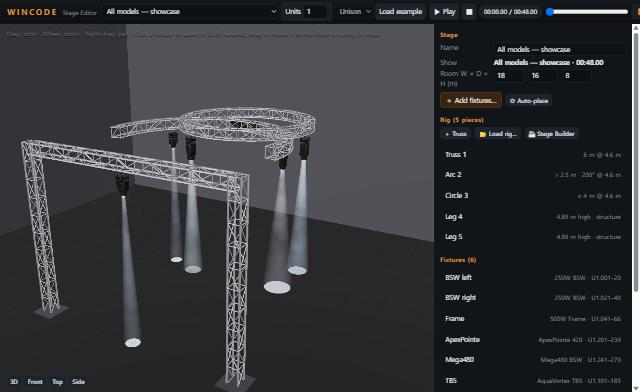 WINCODE Stage Editor All models — showcase Units 1 Unison Load example ▶ Play 00:00.00 / 00:48.00
Stage
Name All models — showcase
Show All models — showcase · 00:48.00
Room W × D × H (m) 18 16 8
+ Add fixtures... Auto-place
Rig (5 pieces)
+ Truss Load rig... Stage Builder
Truss 1 6 m @ 4.6 m
Arc 2 r 2.5 m · 200° @ 4.6 m
Circle 3 ⌀ 4 m @ 4.6 m
Leg 4 4.89 m high · structure
Leg 5 4.89 m high · structure
Fixtures (6)
BSW left 250W BSW · U1.001–20
BSW right 250W BSW · U1.021–40
Frame 500W Frame · U1.041–66
ApexPointe ApexPointe 420 · U1.201–239
Mega480 Mega480 BSW · U1.241–279
TBS AquaVortex TBS · U1.101–185
3D Front Top Side